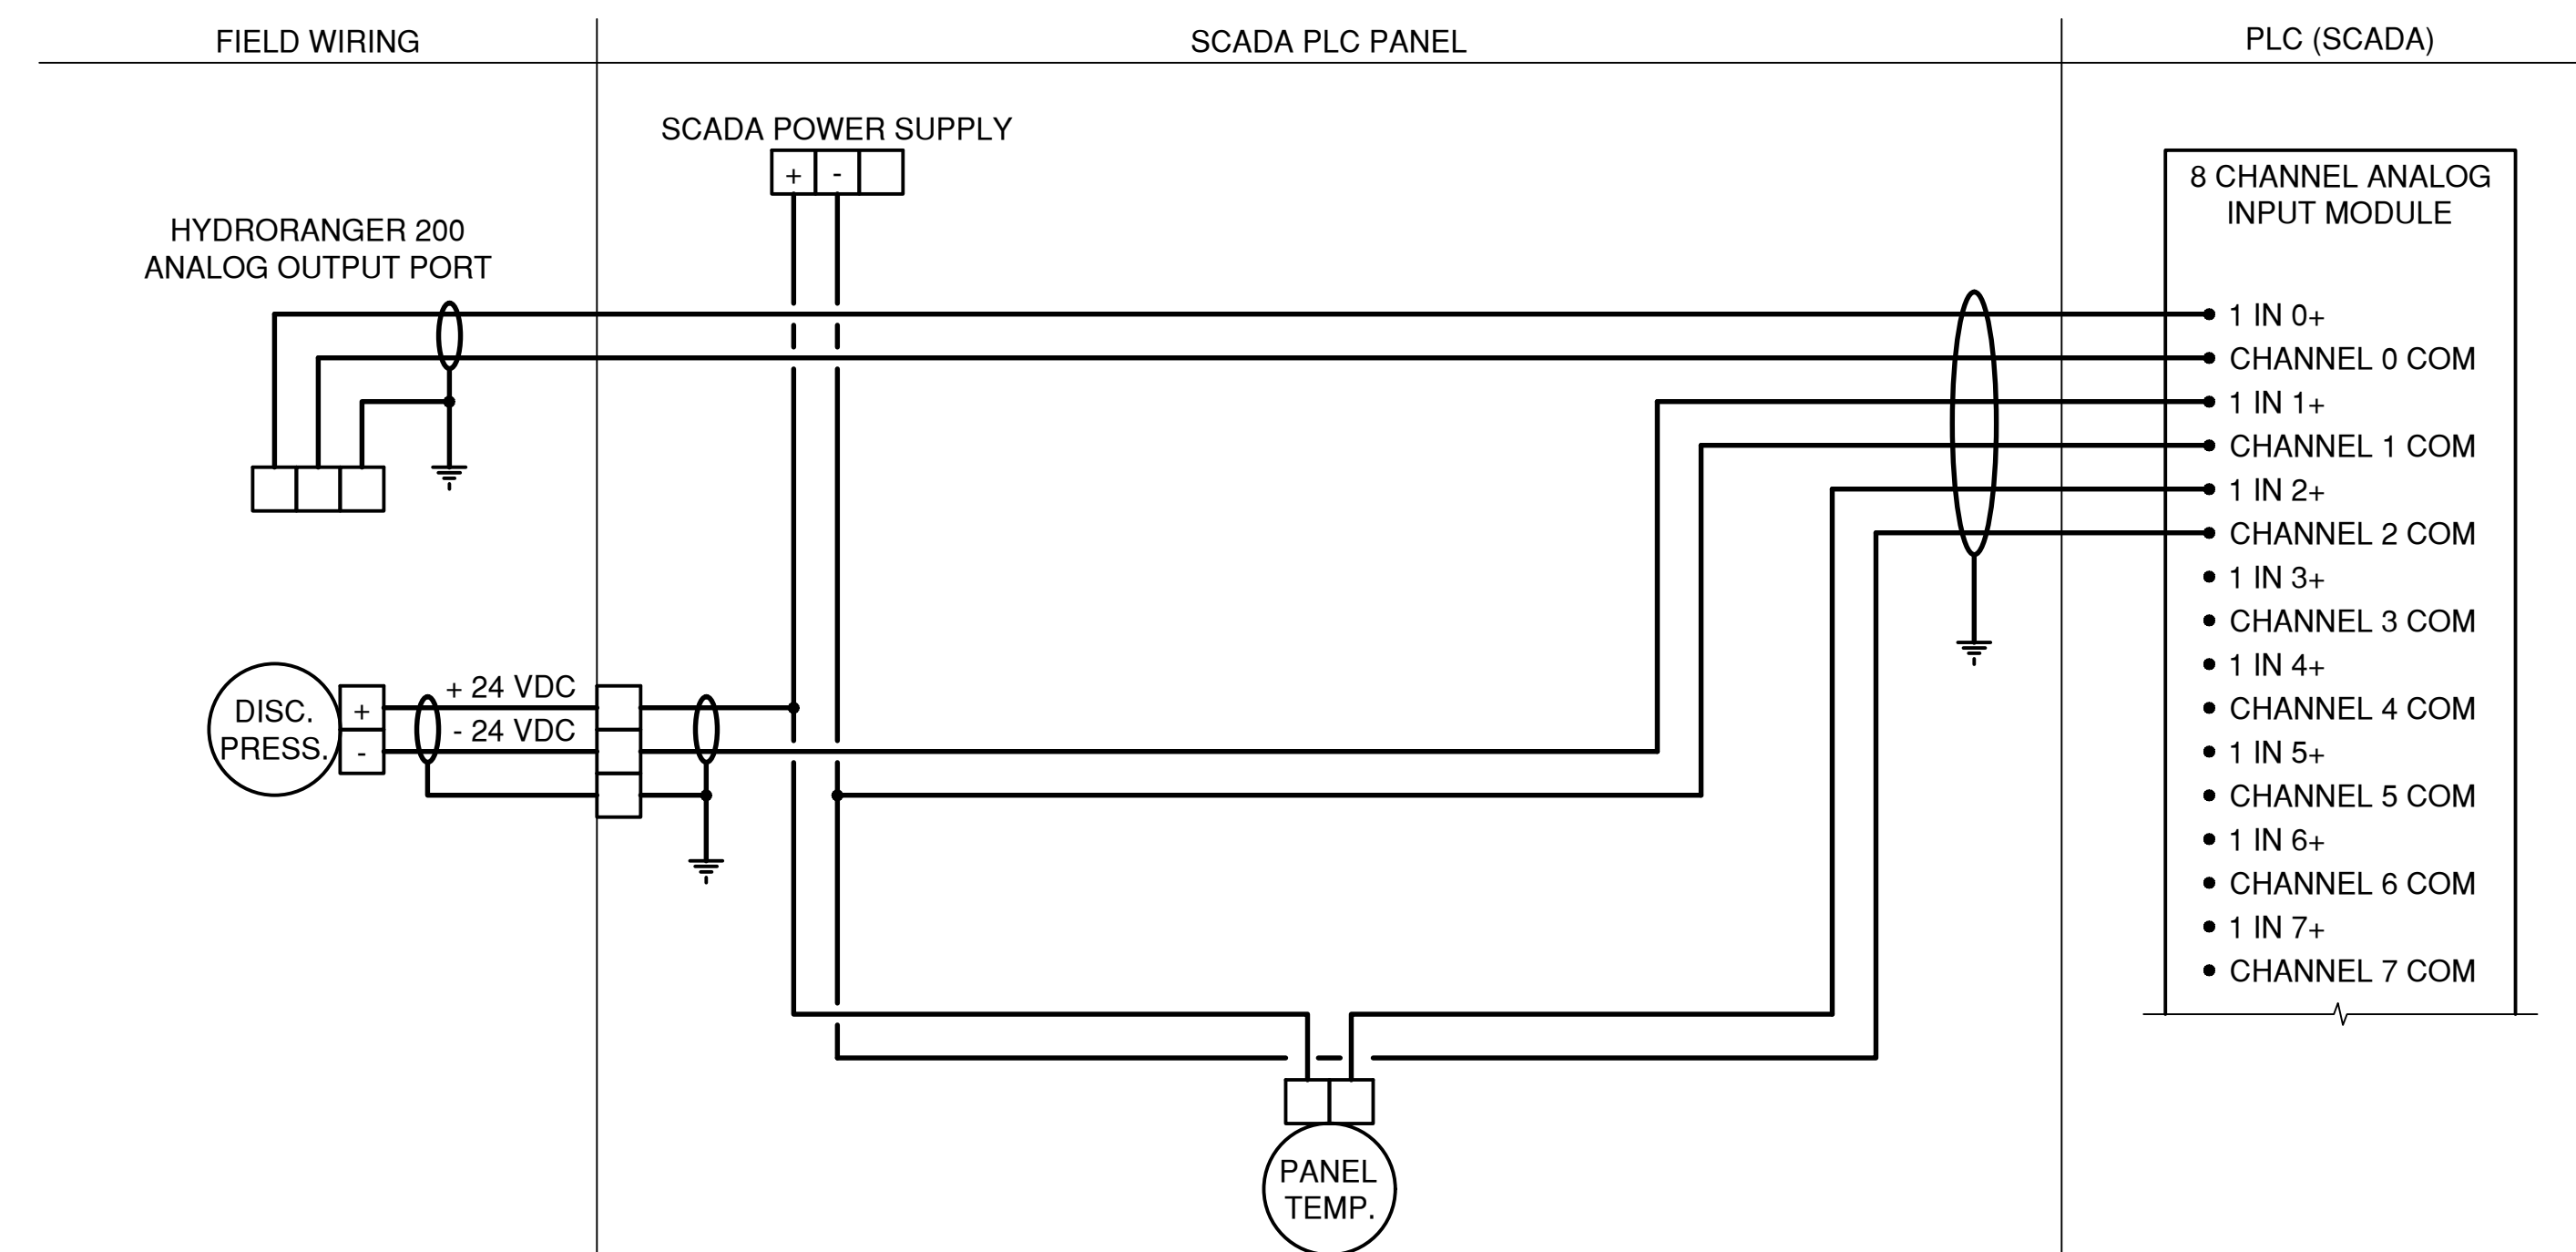 FIELD WIRING
SCADA PLC PANEL
PLC (SCADA)
SCADA POWER SUPPLY
+ -
HYDRORANGER 200
ANALOG OUTPUT PORT
8 CHANNEL ANALOG
INPUT MODULE
1 IN 0+
CHANNEL 0 COM
1 IN 1+
CHANNEL 1 COM
1 IN 2+
CHANNEL 2 COM
1 IN 3+
CHANNEL 3 COM
1 IN 4+
CHANNEL 4 COM
1 IN 5+
CHANNEL 5 COM
1 IN 6+
CHANNEL 6 COM
1 IN 7+
CHANNEL 7 COM
DISC.
PRESS.
+
-
+ 24 VDC
- 24 VDC
PANEL
TEMP.